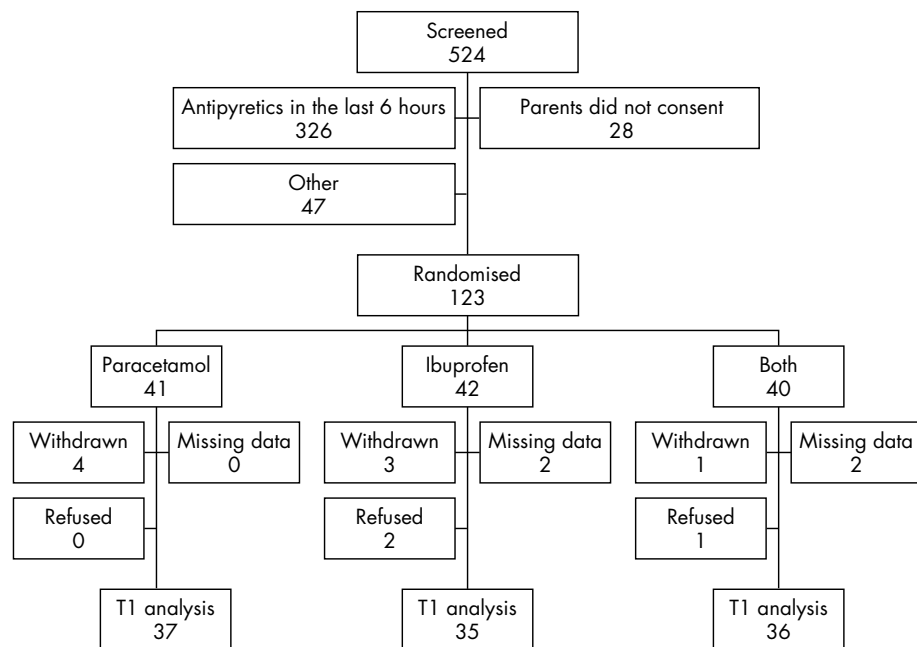 Screened
524
Antipyretics in the last 6 hours
326
Parents did not consent
28
Other
47
Randomised
123
Paracetamol
41
Ibuprofen
42
Both
40
Withdrawn
4
Missing data
0
Withdrawn
3
Missing data
2
Withdrawn
1
Missing data
2
Refused
0
Refused
2
Refused
1
T1 analysis
37
T1 analysis
35
T1 analysis
36